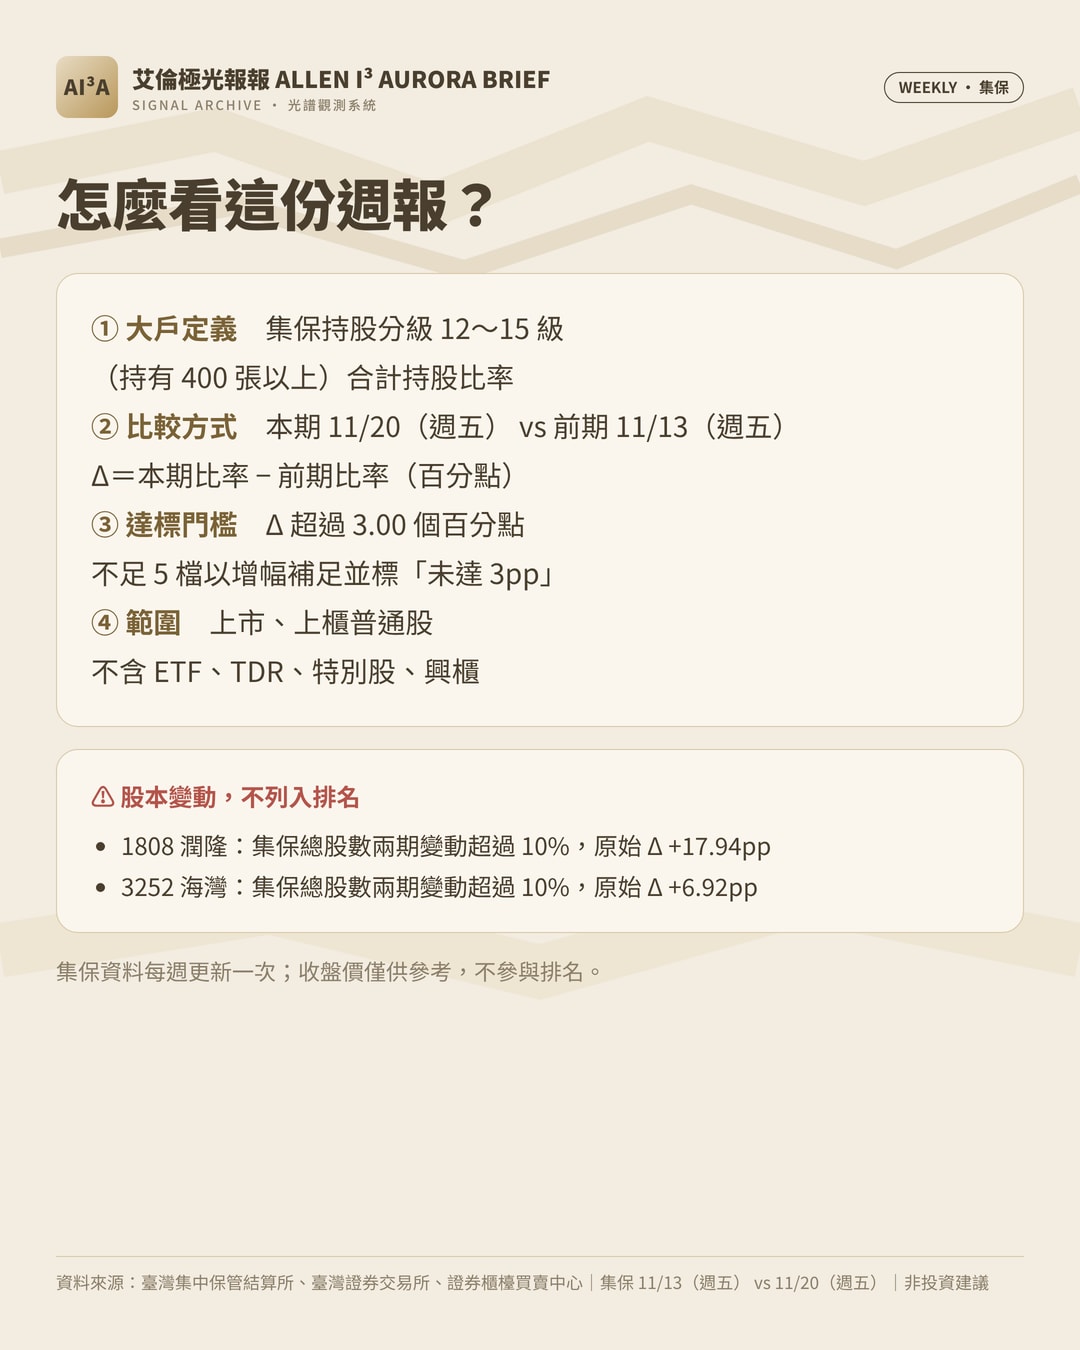 AI³A
艾倫極光報報 ALLEN I³ AURORA BRIEF
SIGNAL ARCHIVE · 光譜觀測系統
WEEKLY · 集保
怎麼看這份週報？
① 大戶定義　集保持股分級 12～15 級
（持有 400 張以上）合計持股比率
② 比較方式　本期 11/20（週五） vs 前期 11/13（週五）
Δ＝本期比率 − 前期比率（百分點）
③ 達標門檻　Δ 超過 3.00 個百分點
不足 5 檔以增幅補足並標「未達 3pp」
④ 範圍　上市、上櫃普通股
不含 ETF、TDR、特別股、興櫃
⚠ 股本變動，不列入排名
• 1808 潤隆：集保總股數兩期變動超過 10%，原始 Δ +17.94pp
• 3252 海灣：集保總股數兩期變動超過 10%，原始 Δ +6.92pp
集保資料每週更新一次；收盤價僅供參考，不參與排名。
資料來源：臺灣集中保管結算所、臺灣證券交易所、證券櫃檯買賣中心｜集保 11/13（週五） vs 11/20（週五）｜非投資建議